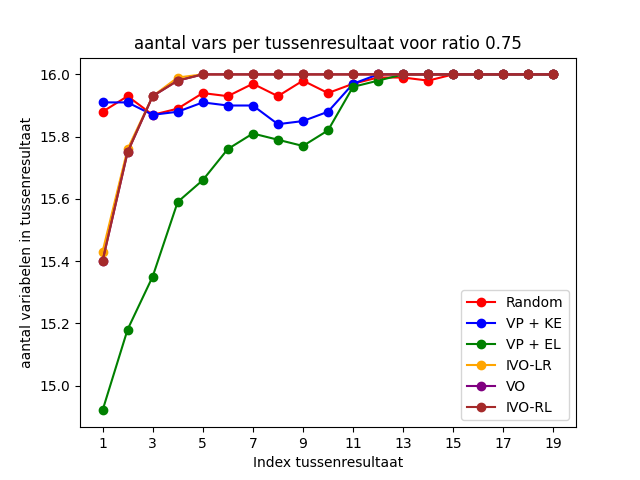 aantal vars per tussenresultaat voor ratio 0.75
aantal variabelen in tussenresultaat
16.0
15.8
15.6
15.4
15.2
15.0
Random
VP + KE
VP + EL
IVO-LR
VO
IVO-RL
1 3 5 7 9 11 13 15 17 19
Index tussenresultaat